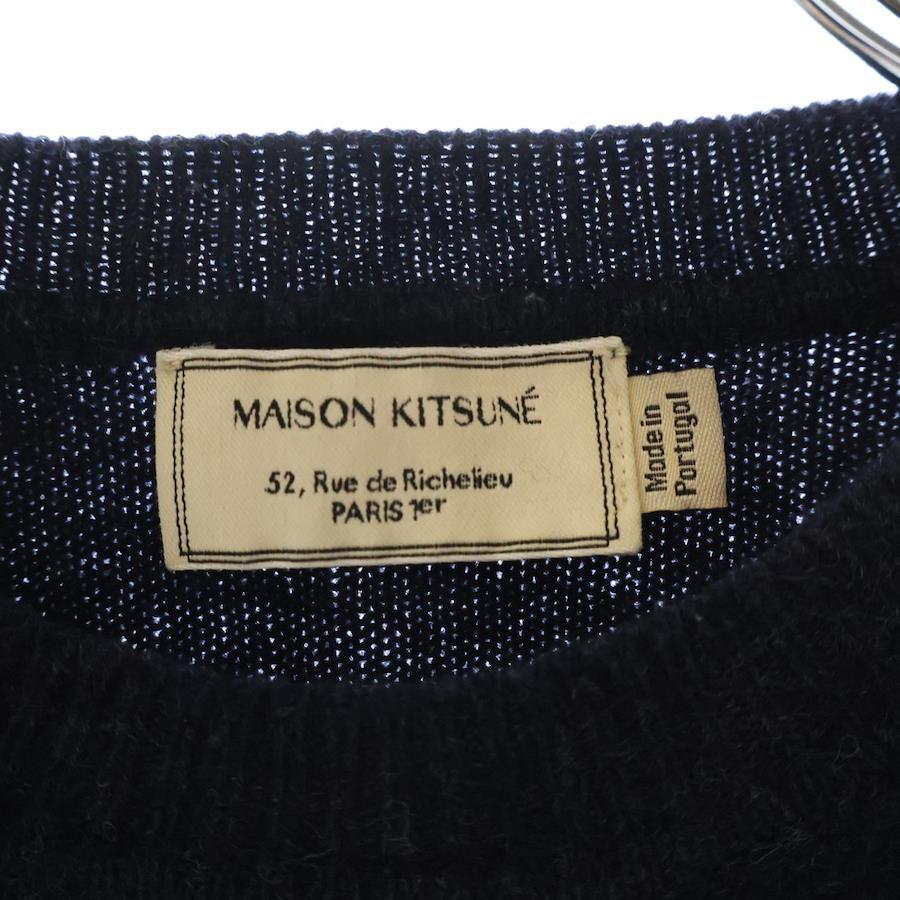 MAISON KITSUNÉ
52, Rue de Richelieu
PARIS 1er
Made in
Portugal